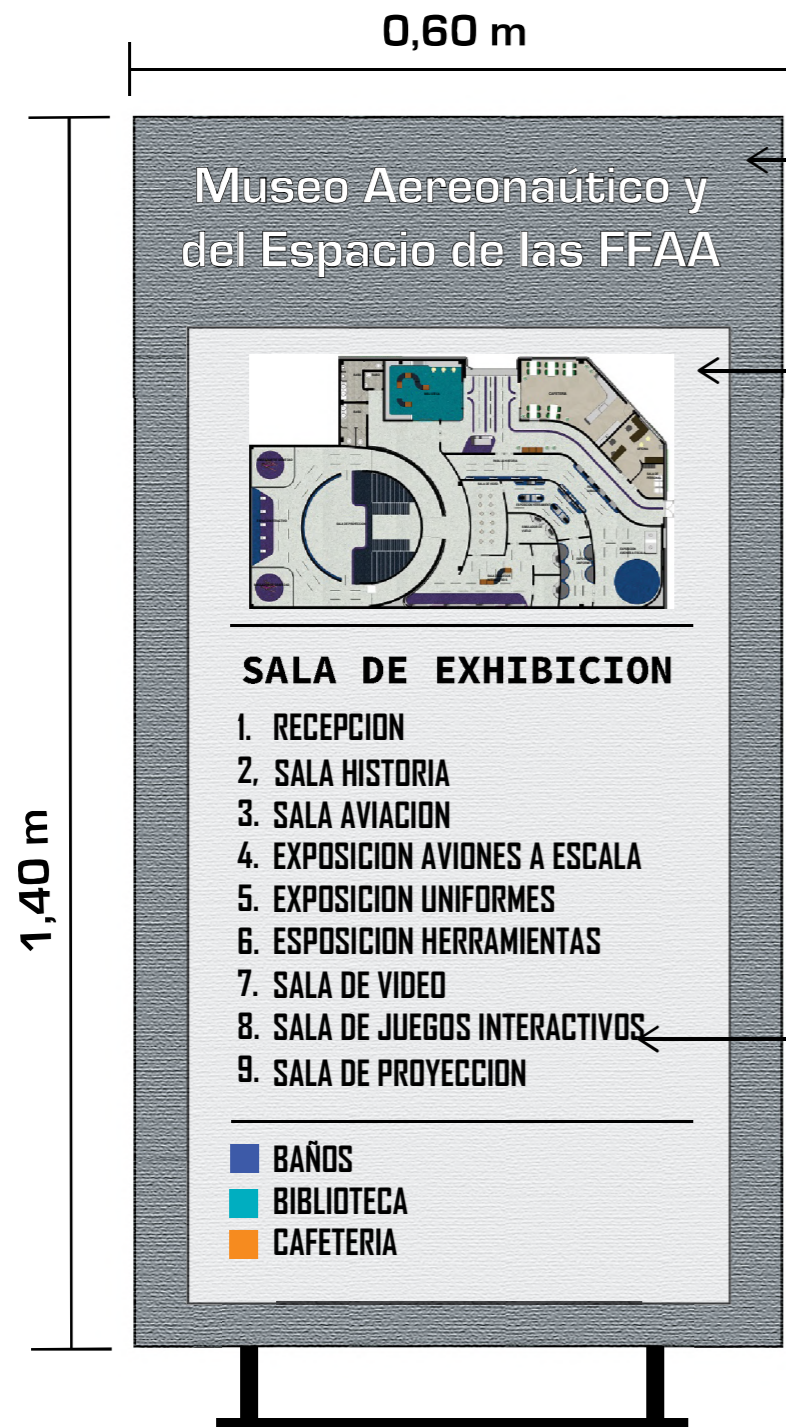 0,60 m
Museo Aereonaútico y
del Espacio de las FFAA
CAFETERIA
SALA DE EXHIBICION
1. RECEPCION
2, SALA HISTORIA
3. SALA AVIACION
4. EXPOSICION AVIONES A ESCALA
5. EXPOSICION UNIFORMES
6. ESPOSICION HERRAMIENTAS
7. SALA DE VIDEO
8. SALA DE JUEGOS INTERACTIVOS
9. SALA DE PROYECCION
BAÑOS
BIBLIOTECA
CAFETERIA
1,40 m